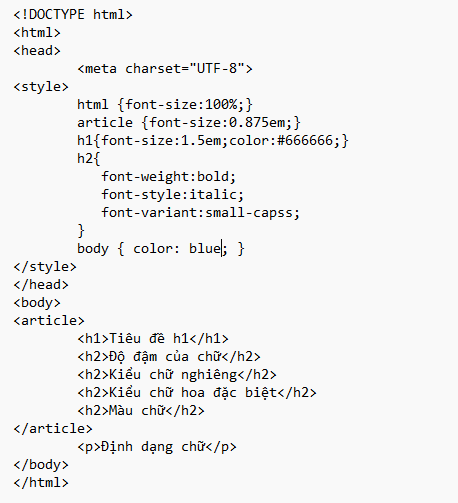 <!DOCTYPE html>
<html>
<head>
        <meta charset="UTF-8">
<style>
        html {font-size:100%;}
        article {font-size:0.875em;}
        h1{font-size:1.5em;color:#666666;}
        h2{
           font-weight:bold;
           font-style:italic;
           font-variant:small-capss;
        }
        body { color: blue; }
</style>
</head>
<body>
<article>
        <h1>Tiêu đề h1</h1>
        <h2>Độ đậm của chữ</h2>
        <h2>Kiểu chữ nghiêng</h2>
        <h2>Kiểu chữ hoa đặc biệt</h2>
        <h2>Màu chữ</h2>
</article>
        <p>Định dạng chữ</p>
</body>
</html>